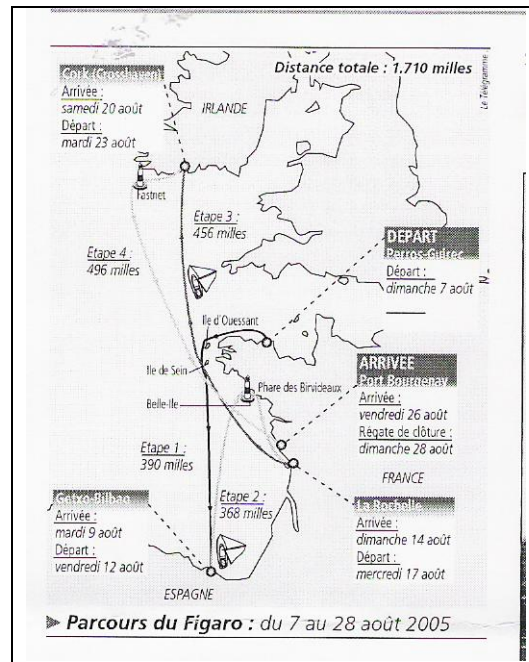 Distance totale : 1.710 milles
Le Télégramme
Cork (Crosshaven)
Arrivée :
samedi 20 août
Départ :
mardi 23 août
IRLANDE
Fastnet
Etape 3 :
456 milles
Etape 4 :
496 milles
DEPART
Perros-Guirec
Départ :
dimanche 7 août
Ile d'Ouessant
Ile de Sein
Phare des Birvideaux
Belle-Ile
ARRIVEE
Port Bourgenay
Arrivée :
vendredi 26 août
Régate de clôture :
dimanche 28 août
Etape 1 :
390 milles
Etape 2 :
368 milles
FRANCE
Getxo-Bilbao
Arrivée :
mardi 9 août
Départ :
vendredi 12 août
La Rochelle
Arrivée :
dimanche 14 août
Départ :
mercredi 17 août
ESPAGNE
Parcours du Figaro : du 7 au 28 août 2005